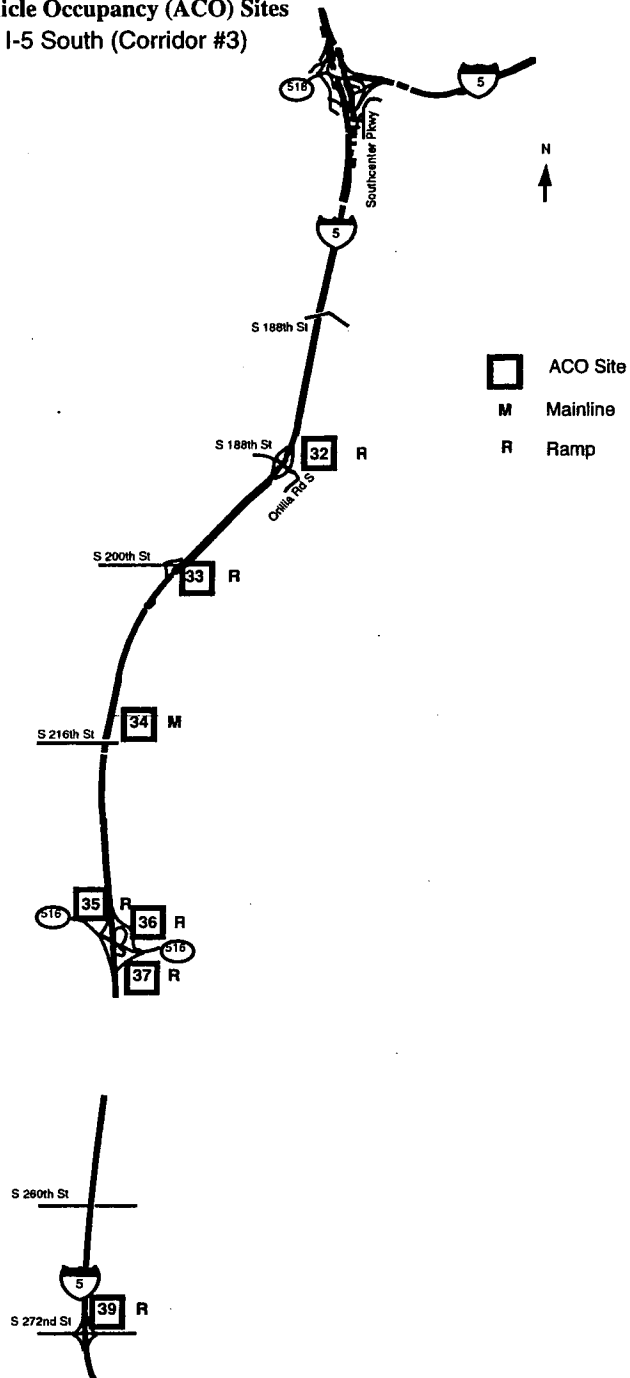 icle Occupancy (ACO) Sites
I-5 South (Corridor #3)
518
5
Southcenter Pkwy
N
5
S 188th St
ACO Site
M Mainline
R Ramp
S 188th St
32 R
Orillia Rd S
S 200th St
33 R
34 M
S 216th St
35 R
516
36 R
516
37 R
S 260th St
5
39 R
S 272nd St